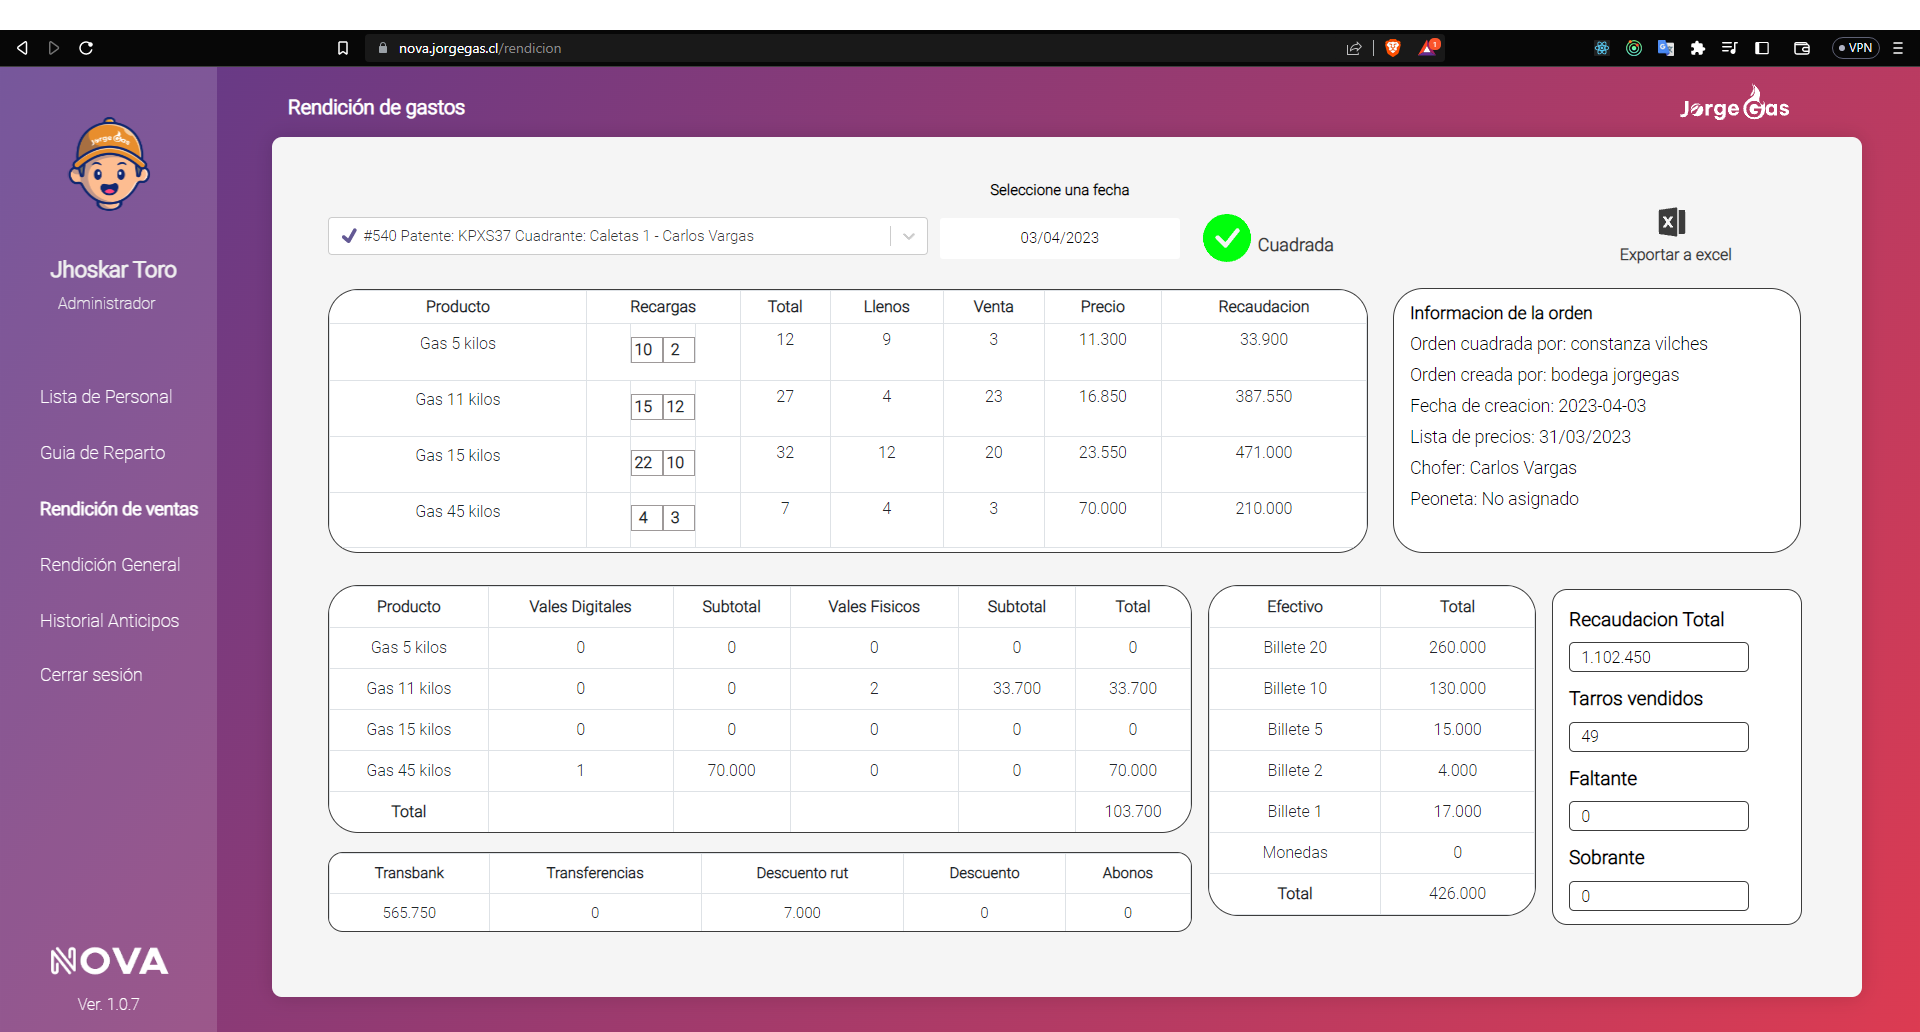 nova.jorgegas.cl/rendicion
1
VPN
Rendición de gastos
Jorge Gas
Jorge Gas
Jhoskar Toro
Administrador
Lista de Personal
Guia de Reparto
Rendición de ventas
Rendición General
Historial Anticipos
Cerrar sesión
NOVA
Ver. 1.0.7
Seleccione una fecha
#540 Patente: KPXS37 Cuadrante: Caletas 1 - Carlos Vargas
03/04/2023
Cuadrada
X
Exportar a excel
Producto Recargas Total Llenos Venta Precio Recaudacion
Gas 5 kilos 10 2 12 9 3 11.300 33.900
Gas 11 kilos 15 12 27 4 23 16.850 387.550
Gas 15 kilos 22 10 32 12 20 23.550 471.000
Gas 45 kilos 4 3 7 4 3 70.000 210.000
Informacion de la orden
Orden cuadrada por: constanza vilches
Orden creada por: bodega jorgegas
Fecha de creacion: 2023-04-03
Lista de precios: 31/03/2023
Chofer: Carlos Vargas
Peoneta: No asignado
Producto Vales Digitales Subtotal Vales Fisicos Subtotal Total
Gas 5 kilos 0 0 0 0 0
Gas 11 kilos 0 0 2 33.700 33.700
Gas 15 kilos 0 0 0 0 0
Gas 45 kilos 1 70.000 0 0 70.000
Total 103.700
Transbank Transferencias Descuento rut Descuento Abonos
565.750 0 7.000 0 0
Efectivo Total
Billete 20 260.000
Billete 10 130.000
Billete 5 15.000
Billete 2 4.000
Billete 1 17.000
Monedas 0
Total 426.000
Recaudacion Total
1.102.450
Tarros vendidos
49
Faltante
0
Sobrante
0